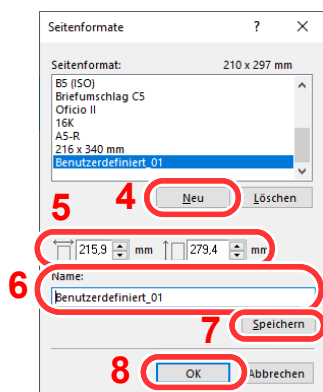 Seitenformate ? ×
Seitenformat: 210 x 297 mm
B5 (ISO)
Briefumschlag C5
Oficio II
16K
A5-R
216 x 340 mm
Benutzerdefiniert_01
4 Neu Löschen
5
215,9 mm 279,4 mm
6 Name:
Benutzerdefiniert_01
7 Speichern
8 OK Abbrechen